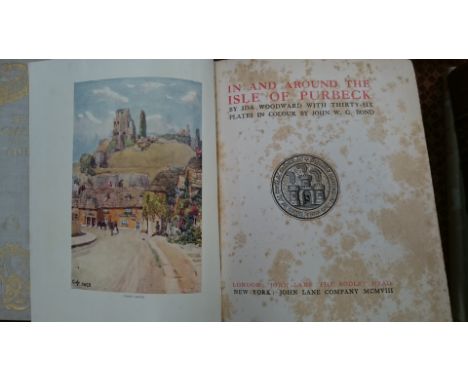 IN AND AROUND THE
ISLE OF PURBECK
BY IDA WOODWARD WITH THIRTY-SIX
PLATES IN COLOUR BY JOHN W. G. BOND
LONDON: JOHN LANE THE BODLEY HEAD
NEW YORK: JOHN LANE COMPANY MCMVIII